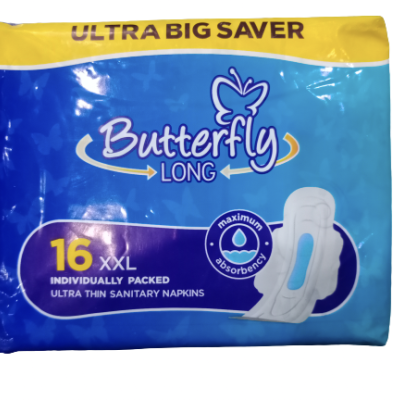 ULTRA BIG SAVER
Butterfly
LONG
maximum
absorbency
16 XXL
INDIVIDUALLY PACKED
ULTRA THIN SANITARY NAPKINS